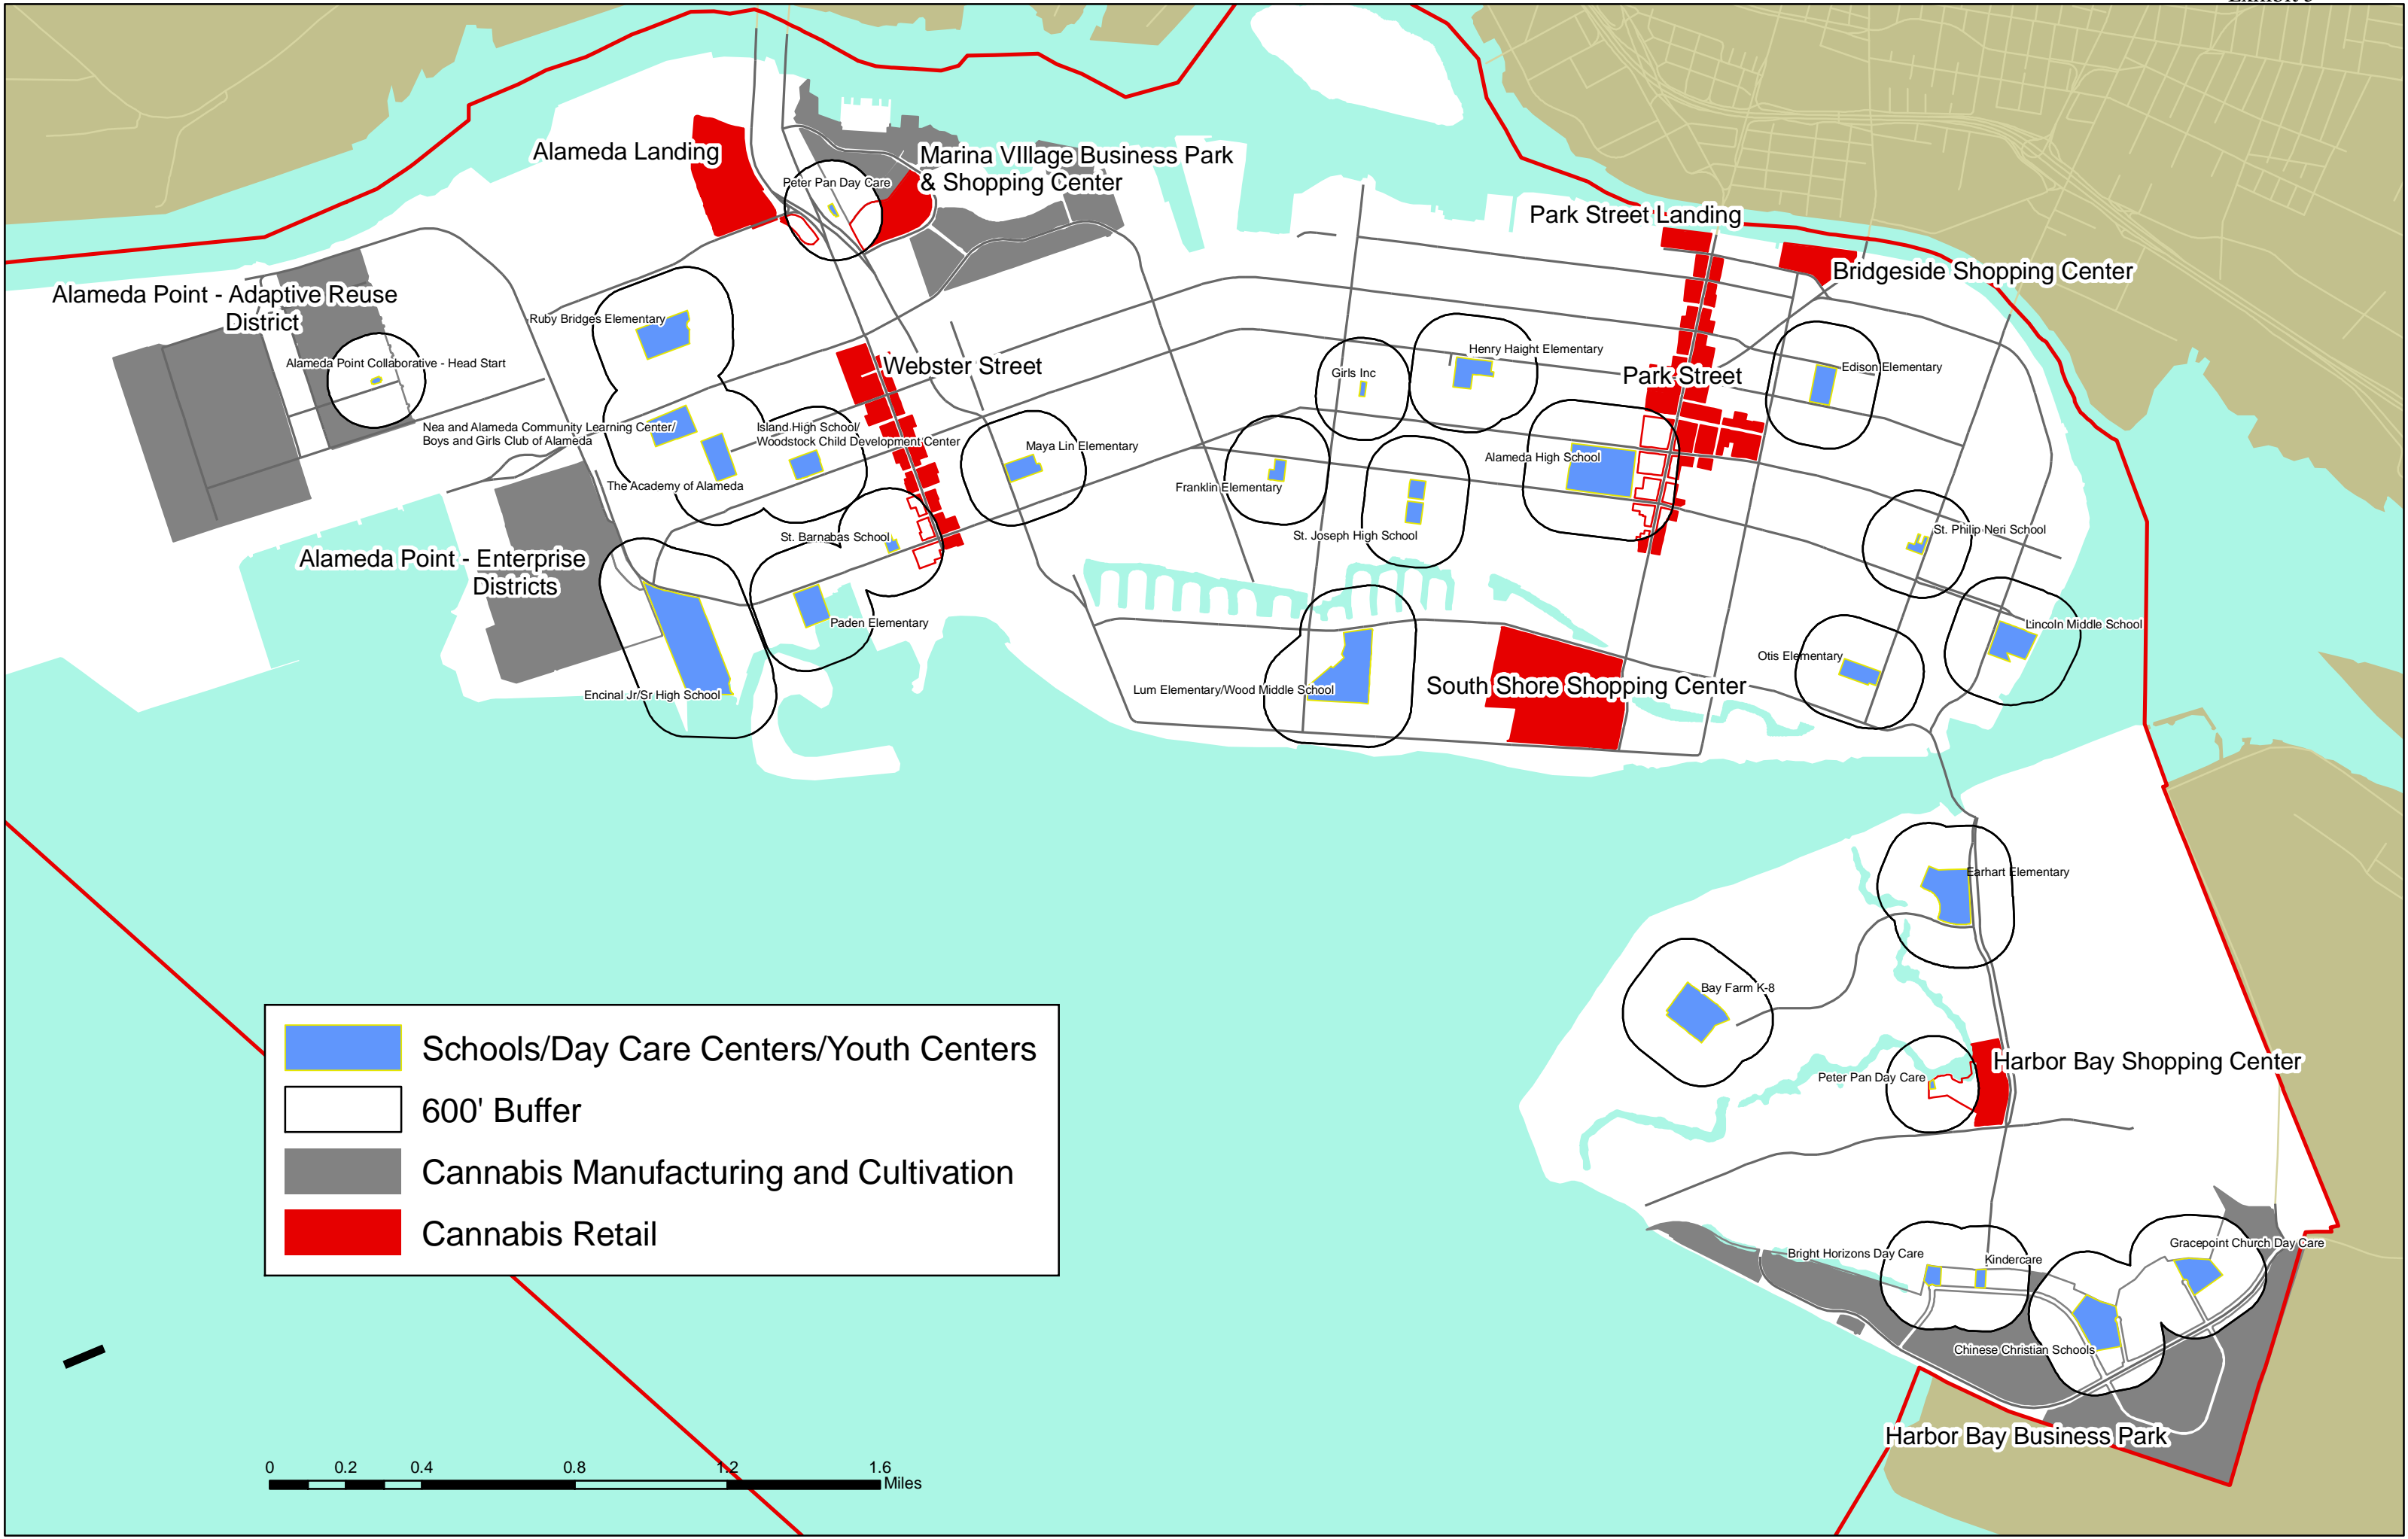 Alameda Landing
Marina VIllage Business Park
& Shopping Center
Peter Pan Day Care
Park Street Landing
Bridgeside Shopping Center
Alameda Point - Adaptive Reuse
District
Ruby Bridges Elementary
Alameda Point Collaborative - Head Start
Webster Street
Henry Haight Elementary
Girls Inc
Park Street
Edison Elementary
Nea and Alameda Community Learning Center/
Boys and Girls Club of Alameda
Island High School/
Woodstock Child Development Center
Maya Lin Elementary
The Academy of Alameda
Franklin Elementary
Alameda High School
St. Barnabas School
St. Joseph High School
St. Philip Neri School
Alameda Point - Enterprise
Districts
Paden Elementary
Lincoln Middle School
Otis Elementary
Encinal Jr/Sr High School
Lum Elementary/Wood Middle School
South Shore Shopping Center
Earhart Elementary
Bay Farm K-8
Harbor Bay Shopping Center
Peter Pan Day Care
Schools/Day Care Centers/Youth Centers
600' Buffer
Cannabis Manufacturing and Cultivation
Cannabis Retail
Bright Horizons Day Care
Kindercare
Gracepoint Church Day Care
Chinese Christian Schools
Harbor Bay Business Park
0 0.2 0.4 0.8 1.2 1.6
Miles